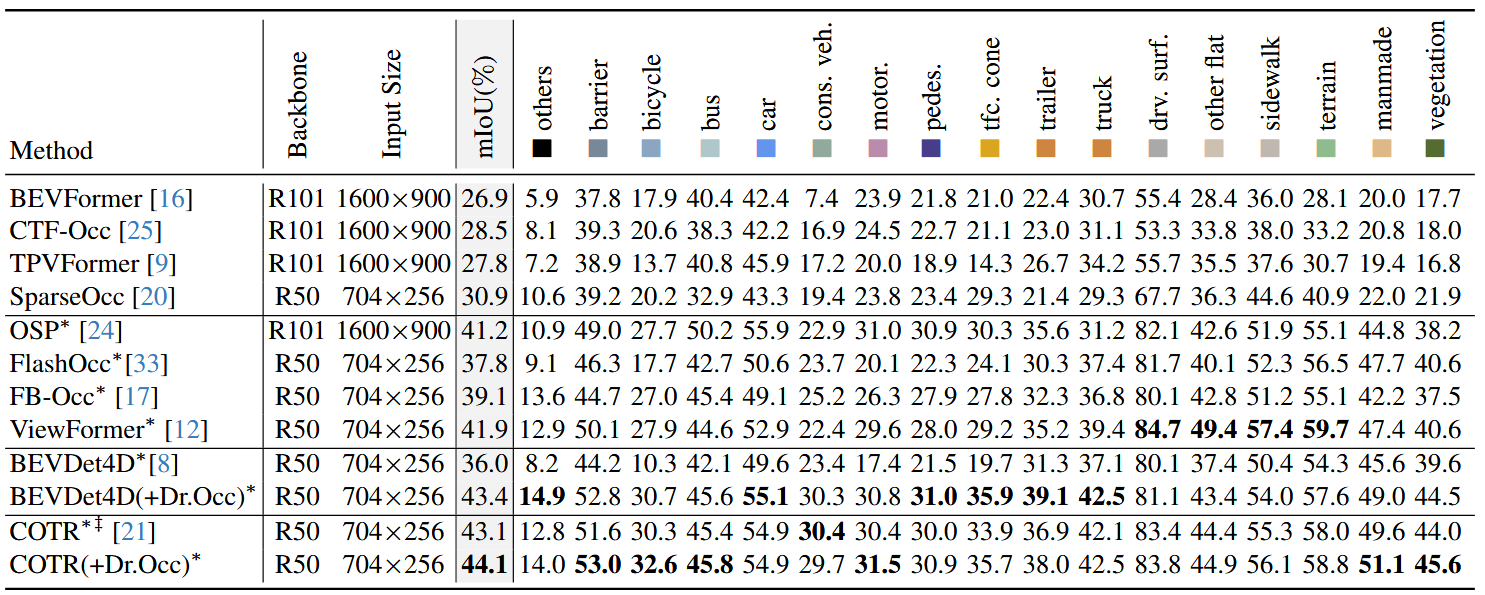 Method Backbone Input Size mIoU(%) others barrier bicycle bus car cons. veh. motor. pedes. tfc. cone trailer truck drv. surf. other flat sidewalk terrain manmade vegetation
BEVFormer [16] R101 1600×900 26.9 5.9 37.8 17.9 40.4 42.4 7.4 23.9 21.8 21.0 22.4 30.7 55.4 28.4 36.0 28.1 20.0 17.7
CTF-Occ [25] R101 1600×900 28.5 8.1 39.3 20.6 38.3 42.2 16.9 24.5 22.7 21.1 23.0 31.1 53.3 33.8 38.0 33.2 20.8 18.0
TPVFormer [9] R101 1600×900 27.8 7.2 38.9 13.7 40.8 45.9 17.2 20.0 18.9 14.3 26.7 34.2 55.7 35.5 37.6 30.7 19.4 16.8
SparseOcc [20] R50 704×256 30.9 10.6 39.2 20.2 32.9 43.3 19.4 23.8 23.4 29.3 21.4 29.3 67.7 36.3 44.6 40.9 22.0 21.9
OSP* [24] R101 1600×900 41.2 10.9 49.0 27.7 50.2 55.9 22.9 31.0 30.9 30.3 35.6 31.2 82.1 42.6 51.9 55.1 44.8 38.2
FlashOcc*[33] R50 704×256 37.8 9.1 46.3 17.7 42.7 50.6 23.7 20.1 22.3 24.1 30.3 37.4 81.7 40.1 52.3 56.5 47.7 40.6
FB-Occ* [17] R50 704×256 39.1 13.6 44.7 27.0 45.4 49.1 25.2 26.3 27.9 27.8 32.3 36.8 80.1 42.8 51.2 55.1 42.2 37.5
ViewFormer* [12] R50 704×256 41.9 12.9 50.1 27.9 44.6 52.9 22.4 29.6 28.0 29.2 35.2 39.4 84.7 49.4 57.4 59.7 47.4 40.6
BEVDet4D*[8] R50 704×256 36.0 8.2 44.2 10.3 42.1 49.6 23.4 17.4 21.5 19.7 31.3 37.1 80.1 37.4 50.4 54.3 45.6 39.6
BEVDet4D(+Dr.Occ)* R50 704×256 43.4 14.9 52.8 30.7 45.6 55.1 30.3 30.8 31.0 35.9 39.1 42.5 81.1 43.4 54.0 57.6 49.0 44.5
COTR*‡ [21] R50 704×256 43.1 12.8 51.6 30.3 45.4 54.9 30.4 30.4 30.0 33.9 36.9 42.1 83.4 44.4 55.3 58.0 49.6 44.0
COTR(+Dr.Occ)* R50 704×256 44.1 14.0 53.0 32.6 45.8 54.9 29.7 31.5 30.9 35.7 38.0 42.5 83.8 44.9 56.1 58.8 51.1 45.6